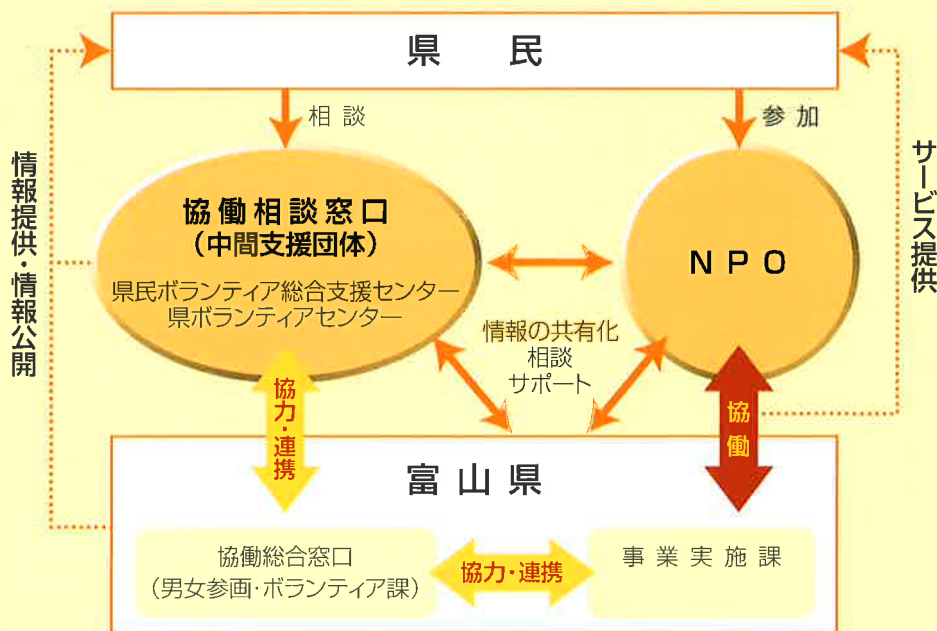 県民
相談
参加
情報提供・情報公開
サービス提供
協働相談窓口
(中間支援団体)
県民ボランティア総合支援センター
県ボランティアセンター
NPO
情報の共有化
相談
サポート
協力・連携
協働
富山県
協働総合窓口
(男女参画・ボランティア課)
協力・連携
事業実施課